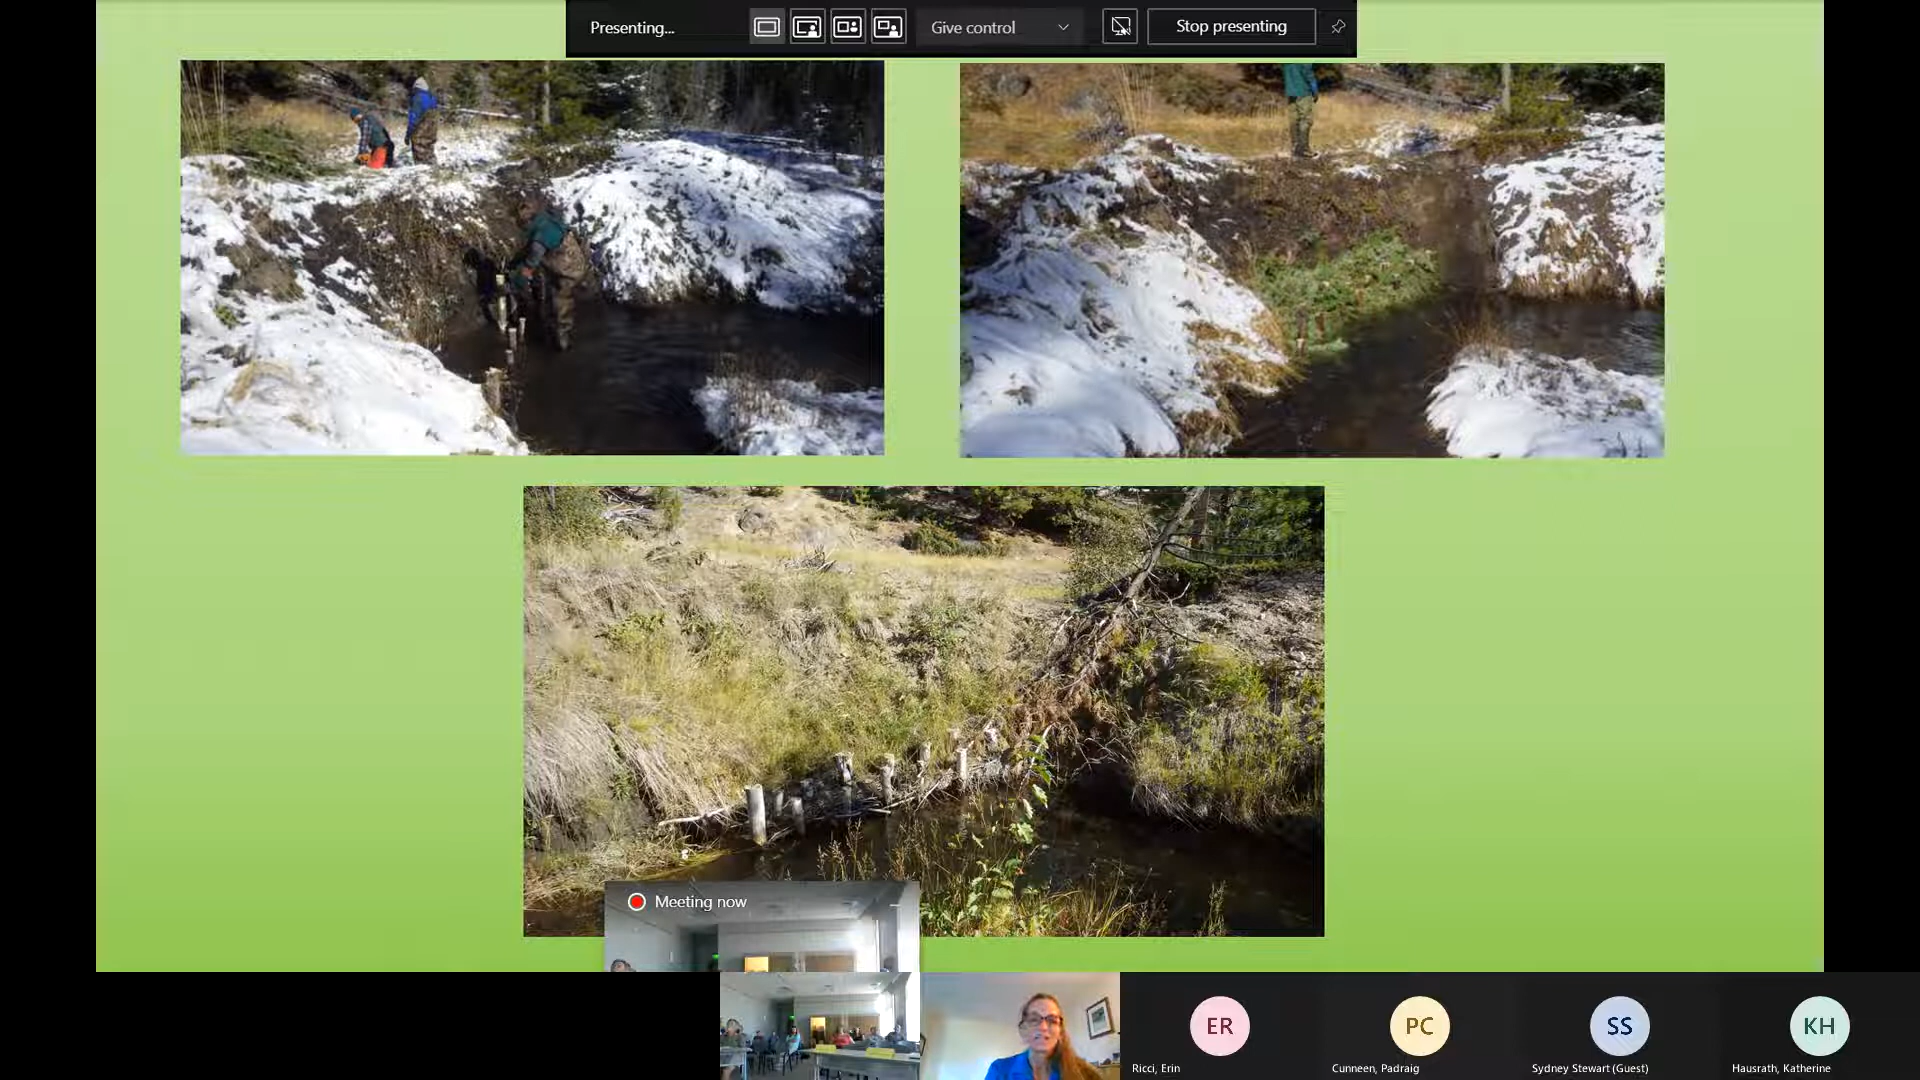 Presenting...
Give control
Stop presenting
Meeting now
ER
PC
SS
KH
Ricci, Erin
Cunneen, Padraig
Sydney Stewart (Guest)
Hausrath, Katherine